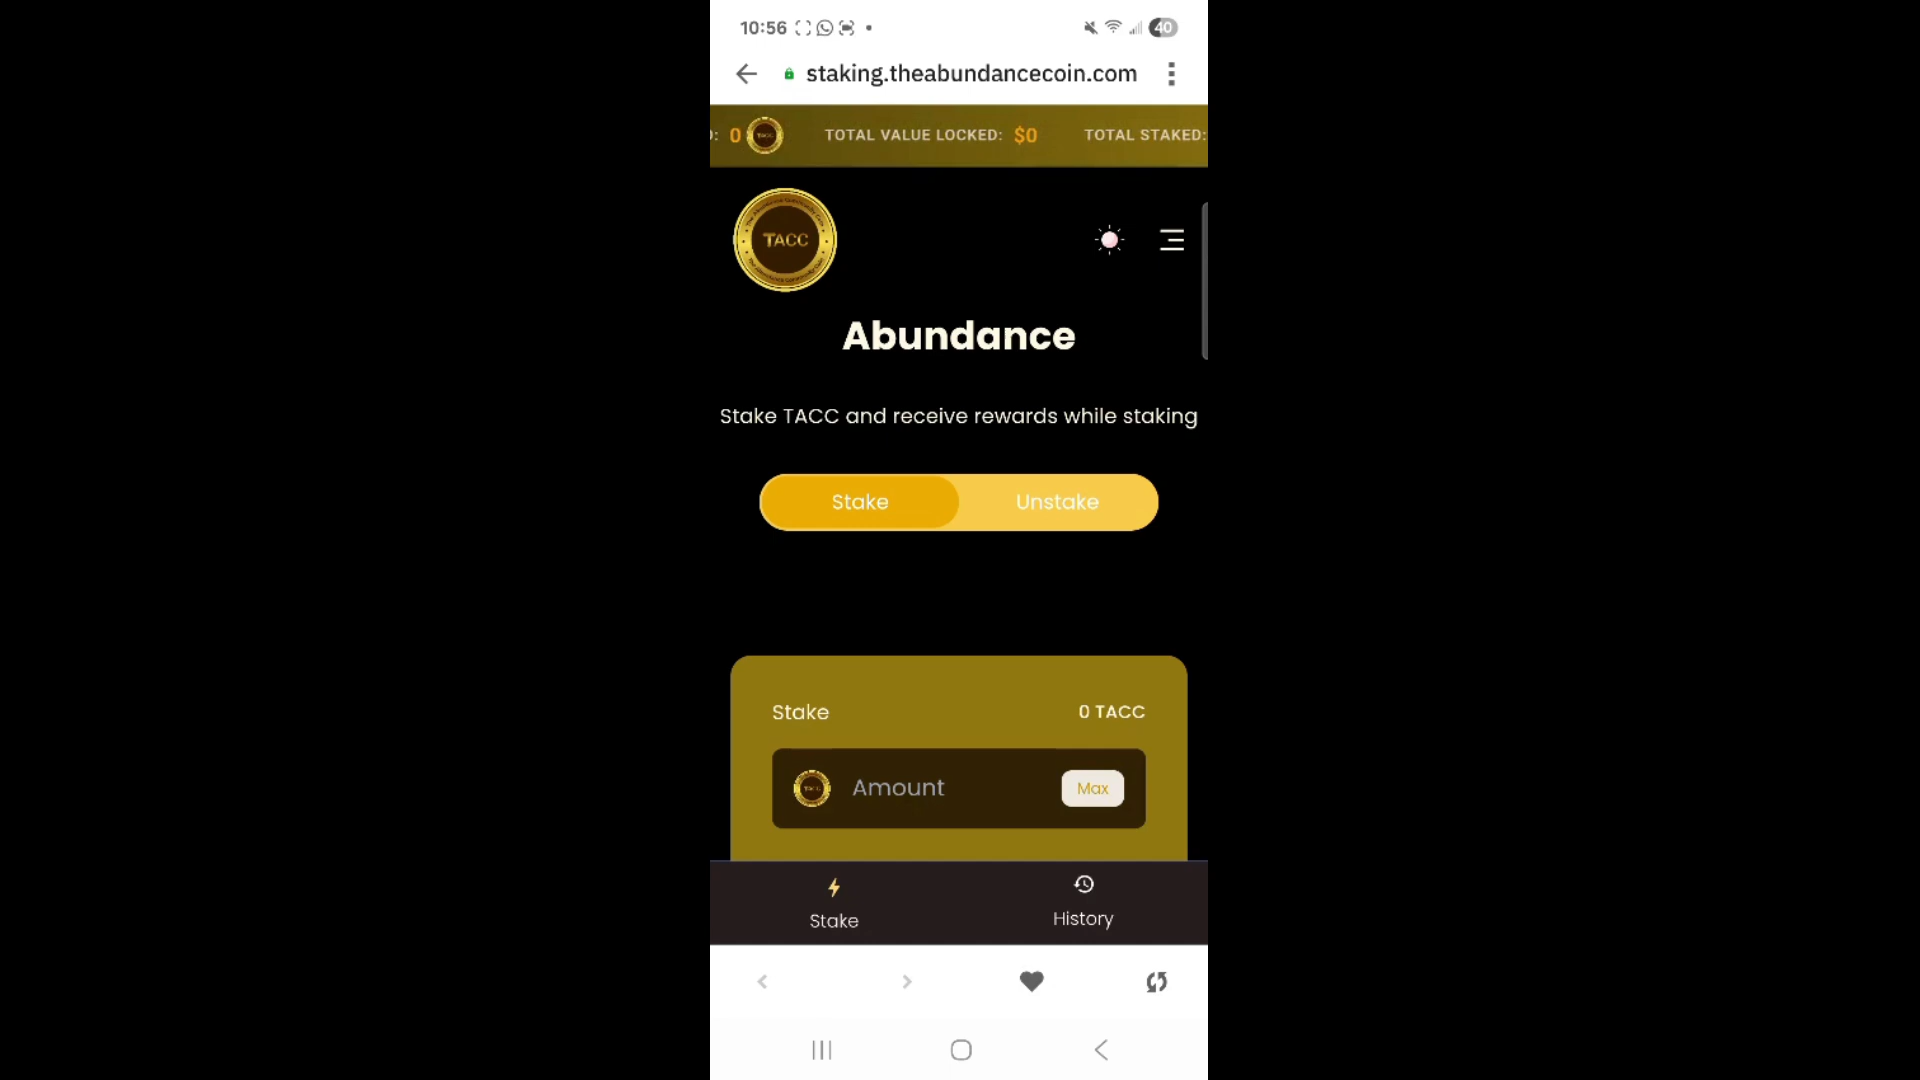 10:56
40
staking.theabundancecoin.com
: 0 TOTAL VALUE LOCKED: $0 TOTAL STAKED:
TACC
Abundance
Stake TACC and receive rewards while staking
Stake Unstake
Stake 0 TACC
Amount Max
Stake History